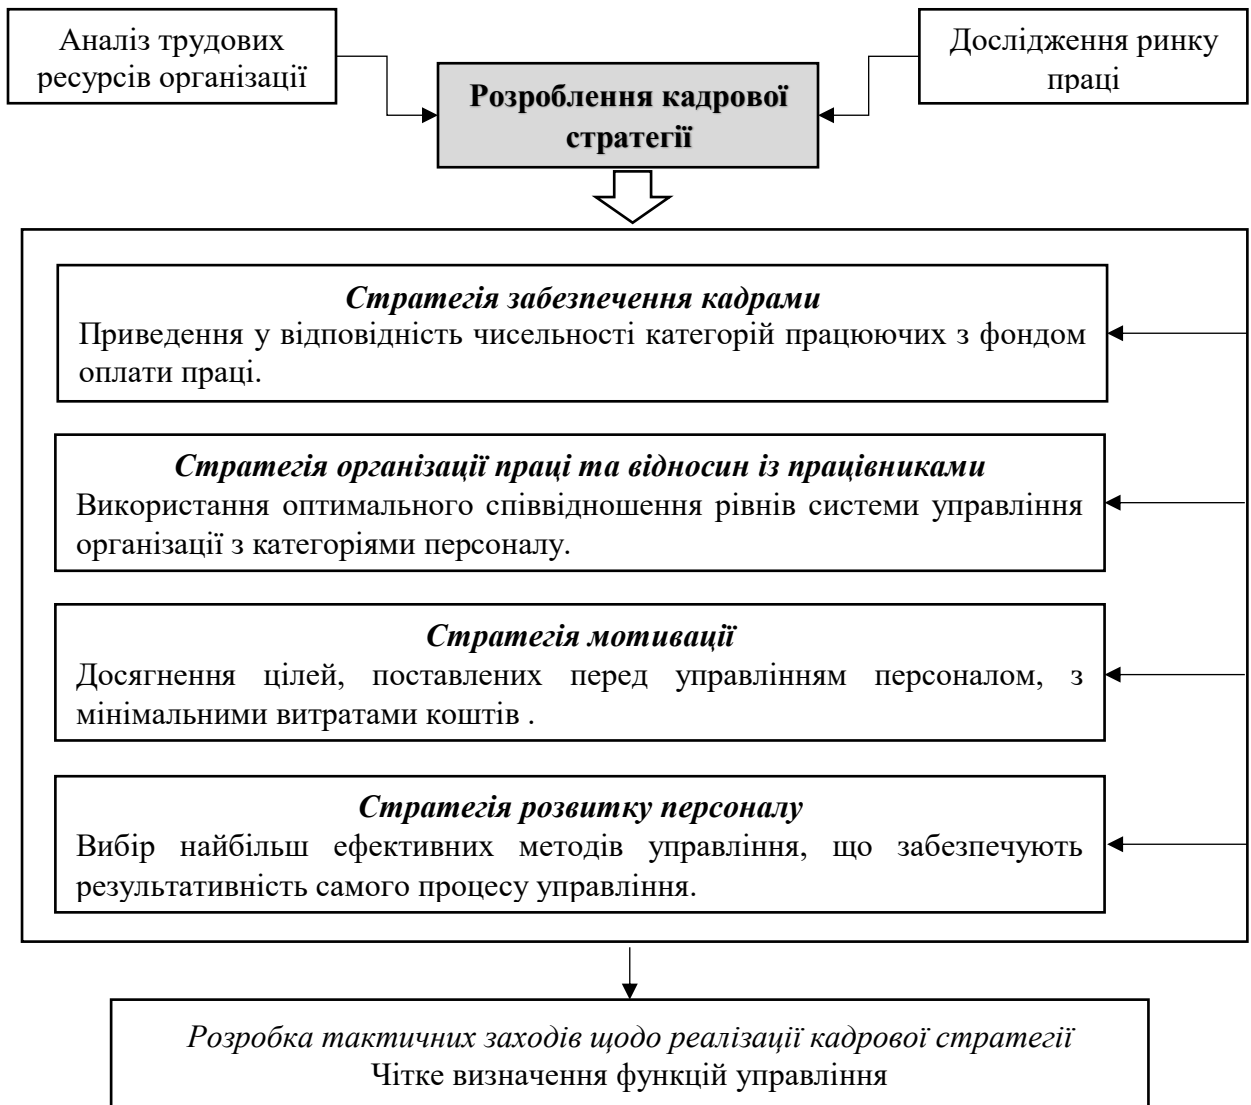 Аналіз трудових
ресурсів організації
Дослідження ринку
праці
Розроблення кадрової
стратегії
Стратегія забезпечення кадрами
Приведення у відповідність чисельності категорій працюючих з фондом
оплати праці.
Стратегія організації праці та відносин із працівниками
Використання оптимального співвідношення рівнів системи управління
організації з категоріями персоналу.
Стратегія мотивації
Досягнення цілей, поставлених перед управлінням персоналом, з
мінімальними витратами коштів .
Стратегія розвитку персоналу
Вибір найбільш ефективних методів управління, що забезпечують
результативність самого процесу управління.
Розробка тактичних заходів щодо реалізації кадрової стратегії
Чітке визначення функцій управління